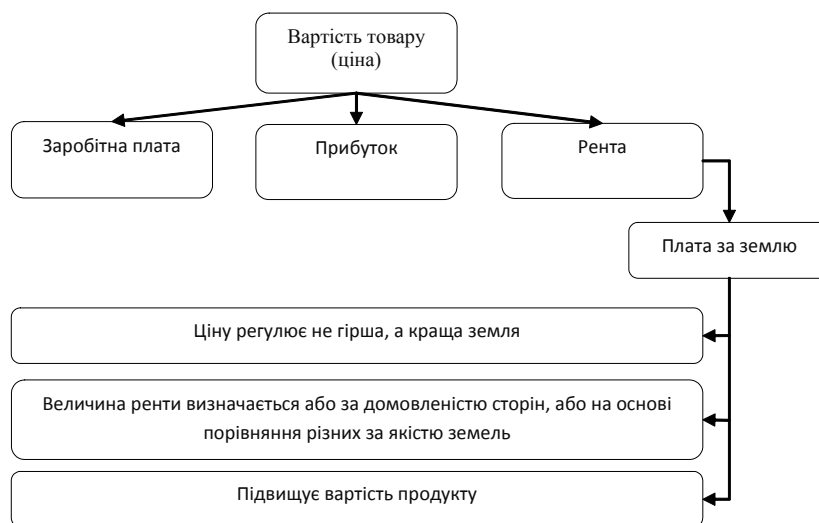 Вартість товару
(ціна)
Заробітна плата
Прибуток
Рента
Плата за землю
Ціну регулює не гірша, а краща земля
Величина ренти визначається або за домовленістю сторін, або на основі
порівняння різних за якістю земель
Підвищує вартість продукту